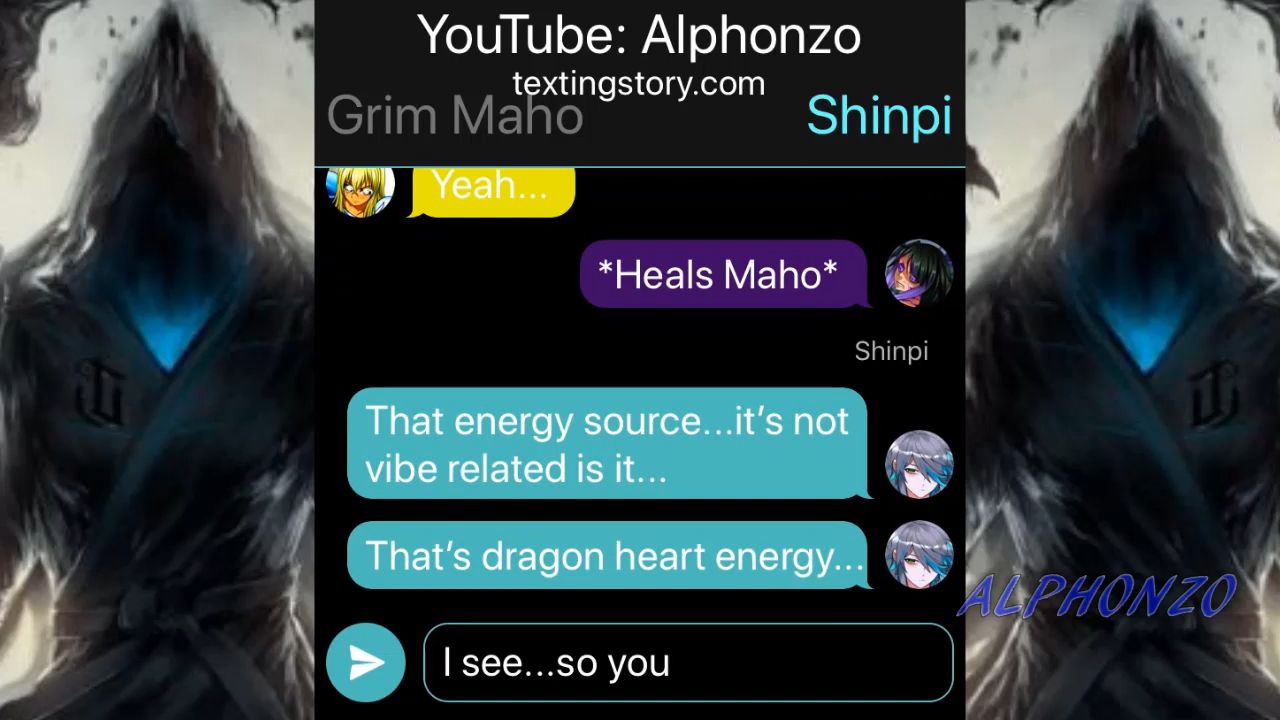 YouTube: Alphonzo
textingstory.com
Grim Maho
Shinpi
Yeah...
*Heals Maho*
Shinpi
That energy source...it’s not
vibe related is it...
That’s dragon heart energy...
ALPHONZO
I see...so you